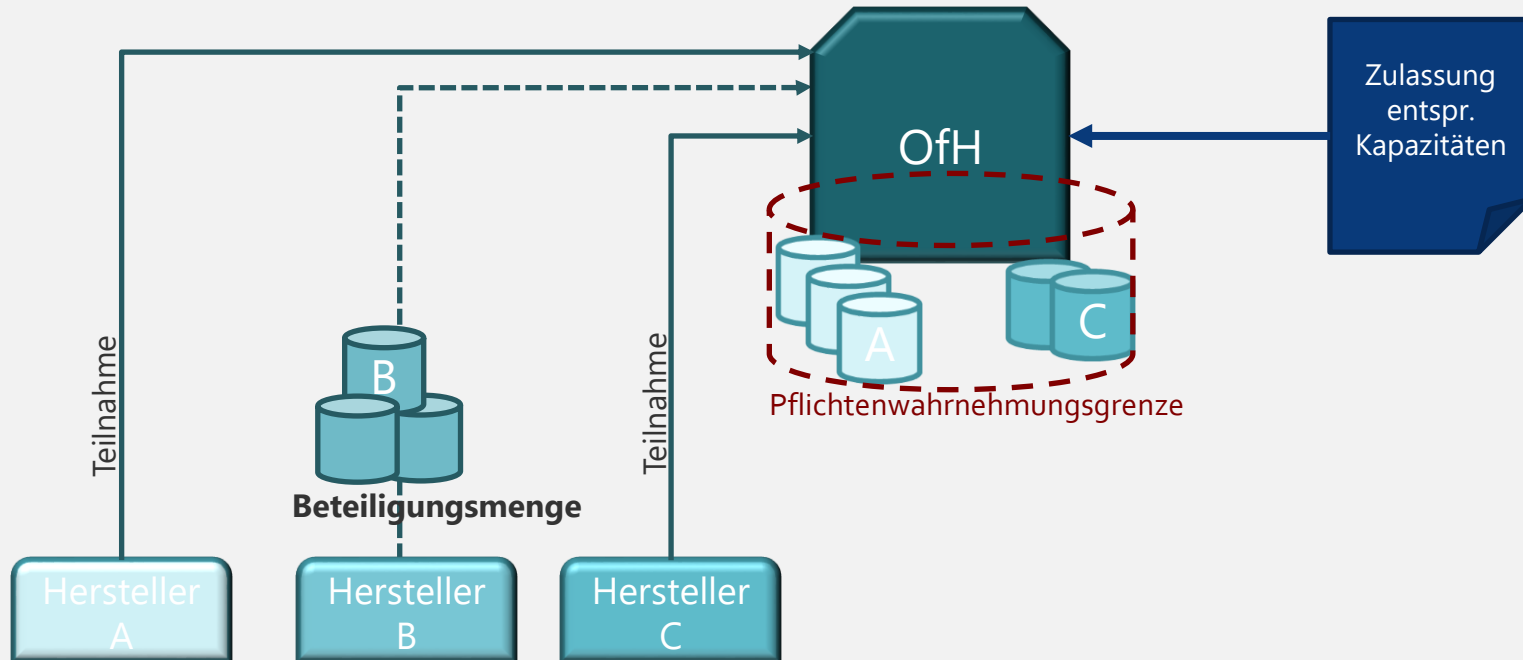 Zulassung
entspr.
Kapazitäten
OfH
A
C
Pflichtenwahrnehmungsgrenze
Teilnahme
B
Teilnahme
Beteiligungsmenge
Hersteller
A
Hersteller
B
Hersteller
C